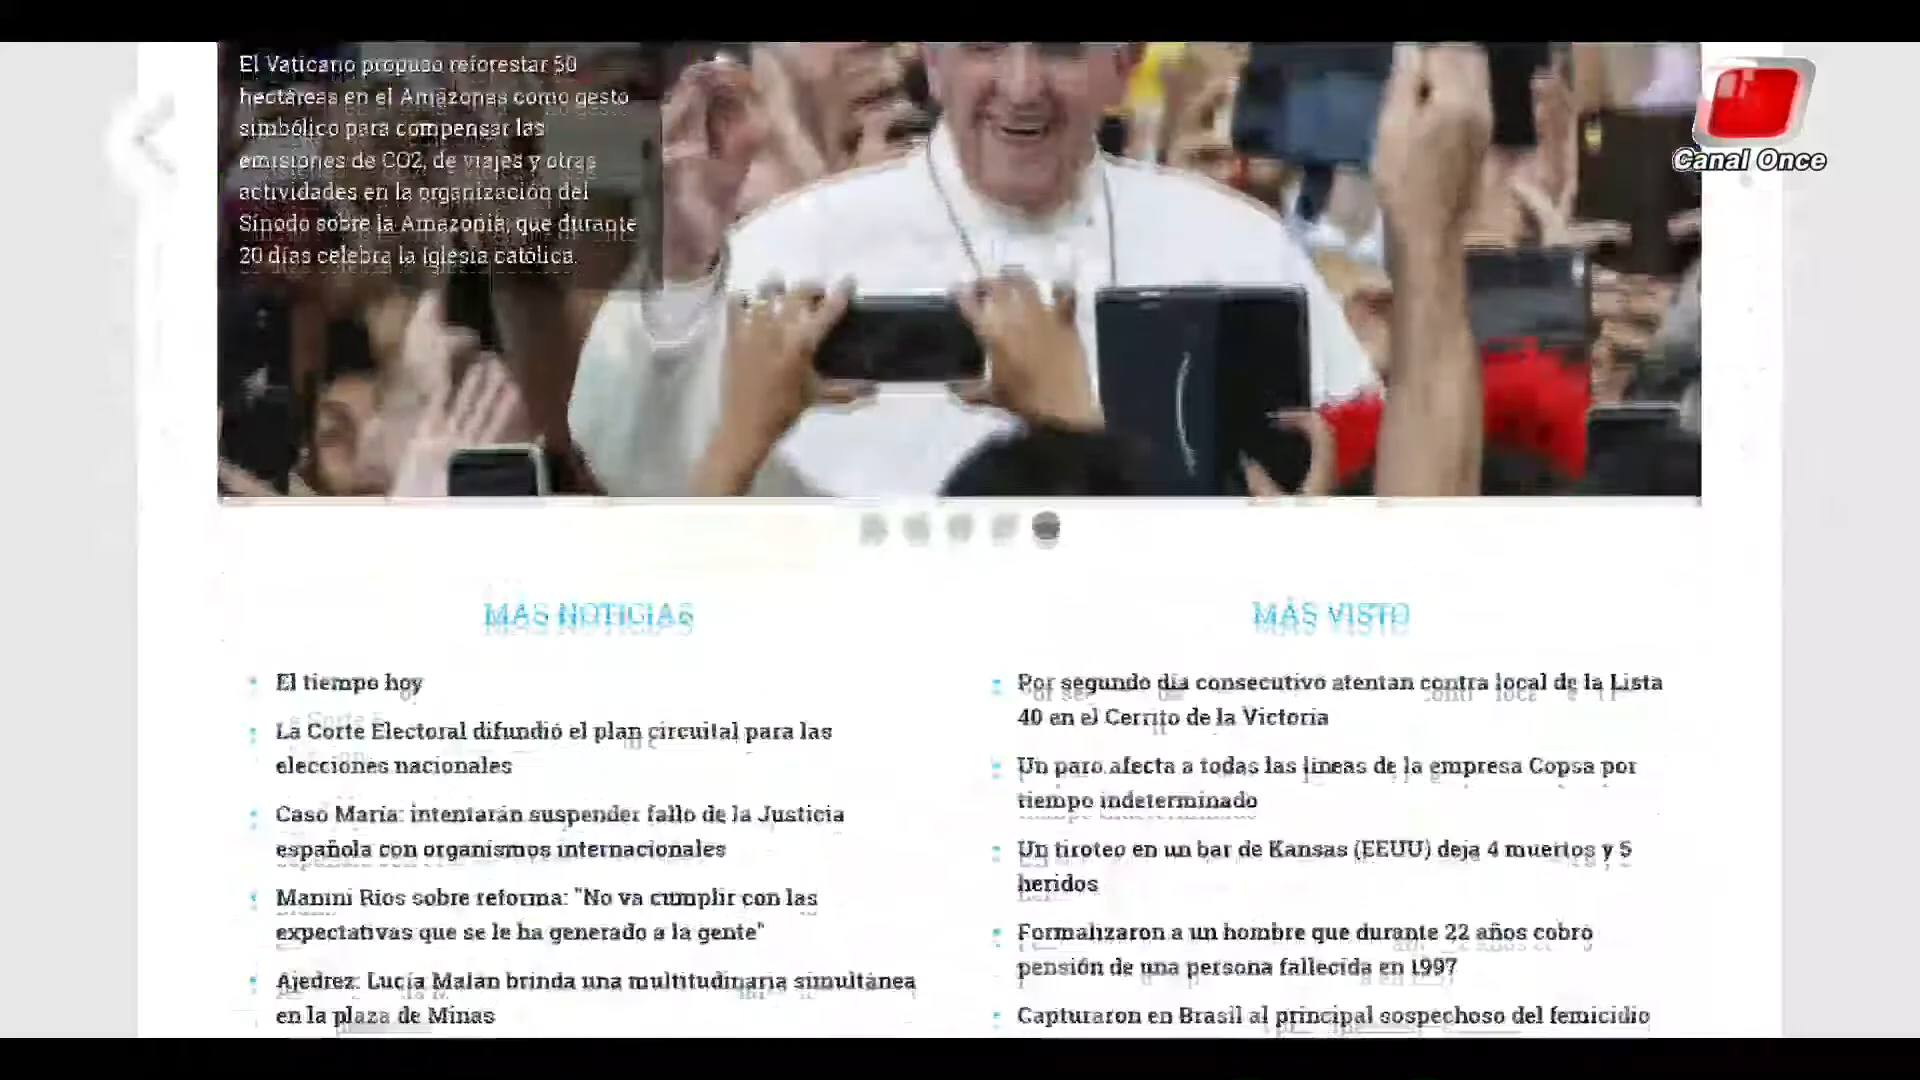 El Vaticano propuso reforestar 50
hectáreas en el Amazonas como gesto
simbólico para compensar las
emisiones de CO2, de viajes y otras
actividades en la organización del
Sínodo sobre la Amazonia, que durante
20 días celebra la Iglesia católica.
Canal Once
MÁS NOTICIAS
El tiempo hoy
La Corte Electoral difundió el plan circuital para las
elecciones nacionales
Caso María: intentarán suspender fallo de la Justicia
española con organismos internacionales
Manini Ríos sobre reforma: "No va cumplir con las
expectativas que se le ha generado a la gente"
Ajedrez: Lucía Malán brinda una multitudinaria simultánea
en la plaza de Minas
MÁS VISTO
Por segundo día consecutivo atentan contra local de la Lista
40 en el Cerrito de la Victoria
Un paro afecta a todas las líneas de la empresa Copsa por
tiempo indeterminado
Un tiroteo en un bar de Kansas (EEUU) deja 4 muertos y 5
heridos
Formalizaron a un hombre que durante 22 años cobró
pensión de una persona fallecida en 1997
Capturaron en Brasil al principal sospechoso del femicidio